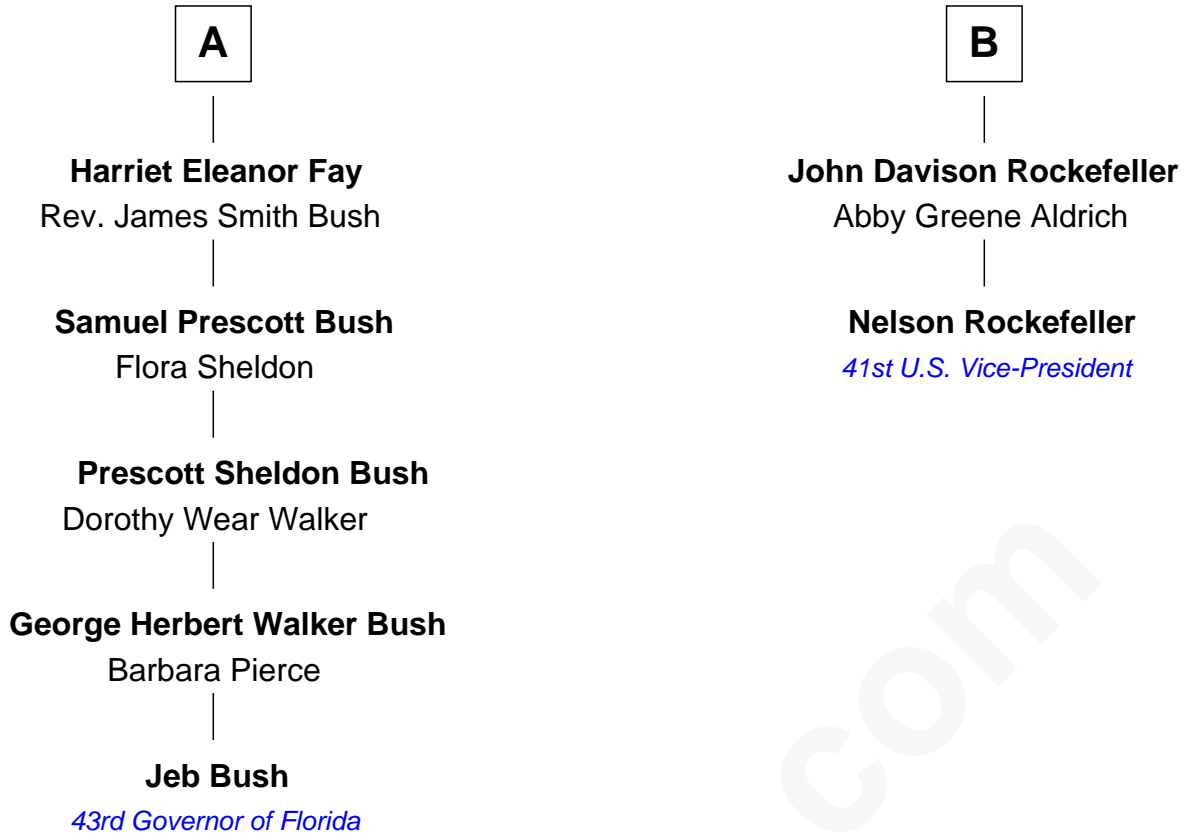 A
Harriet Eleanor Fay
Rev. James Smith Bush
Samuel Prescott Bush
Flora Sheldon
Prescott Sheldon Bush
Dorothy Wear Walker
George Herbert Walker Bush
Barbara Pierce
Jeb Bush
43rd Governor of Florida
B
John Davison Rockefeller
Abby Greene Aldrich
Nelson Rockefeller
41st U.S. Vice-President
com